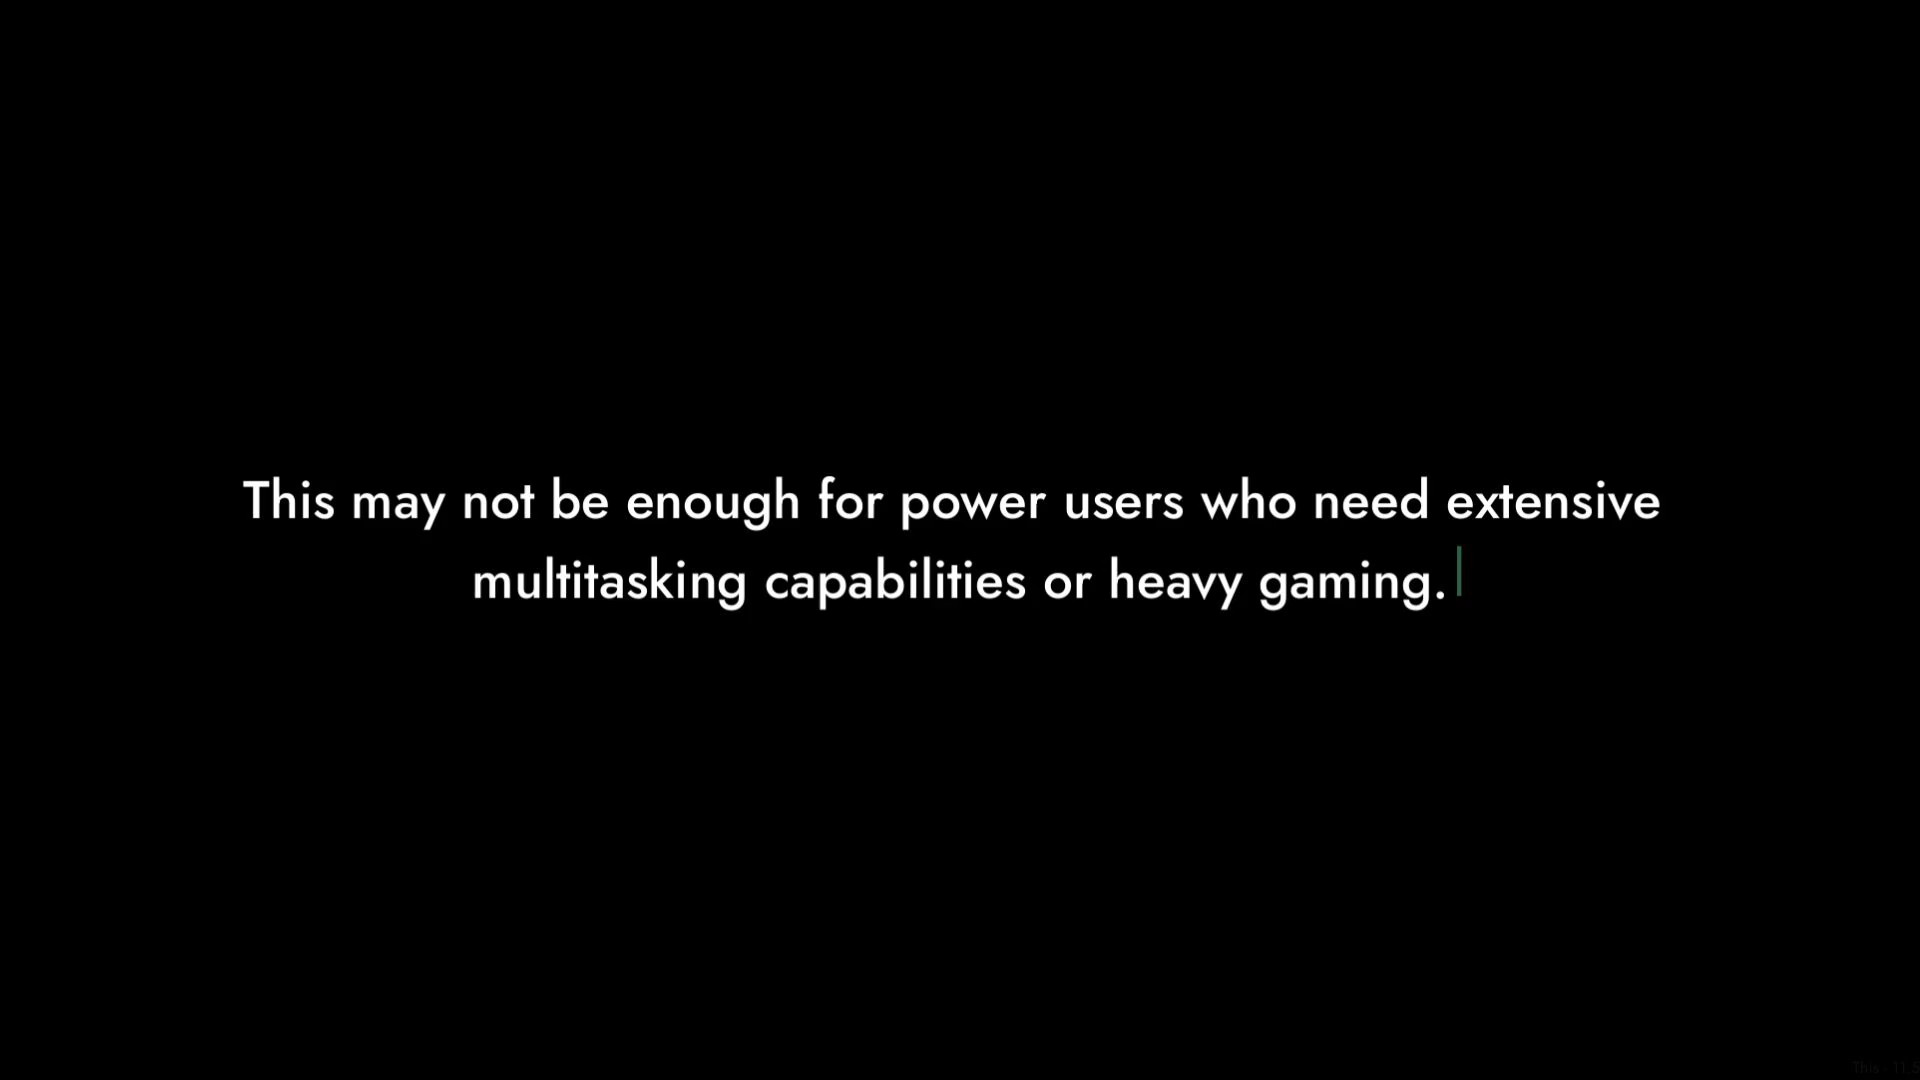 This may not be enough for power users who need extensive
multitasking capabilities or heavy gaming.